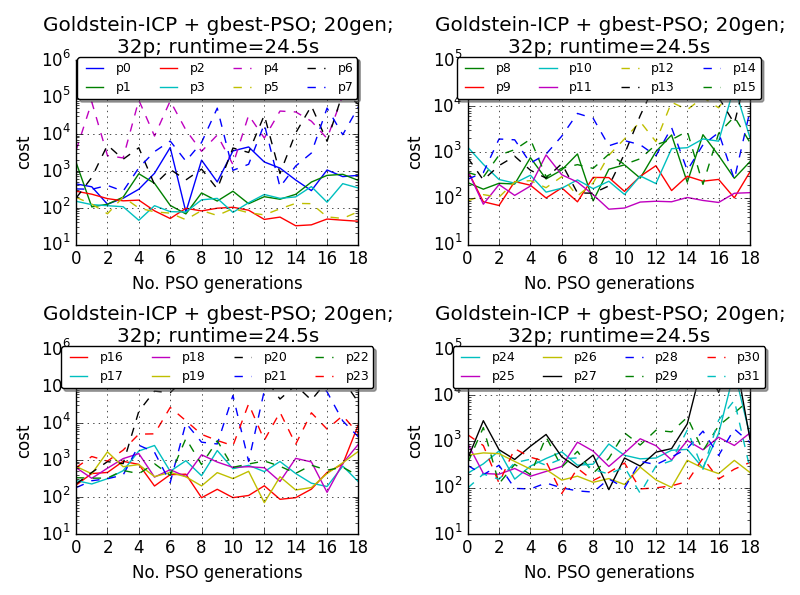 Goldstein-ICP + gbest-PSO; 20gen;
32p; runtime=24.5s
10^6
10^5
10^4
10^3
10^2
10^1
cost
p0 p2 p4 p6
p1 p3 p5 p7
0 2 4 6 8 10 12 14 16 18
No. PSO generations
Goldstein-ICP + gbest-PSO; 20gen;
32p; runtime=24.5s
10^5
10^4
10^3
10^2
10^1
cost
p8 p10 p12 p14
p9 p11 p13 p15
0 2 4 6 8 10 12 14 16 18
No. PSO generations
Goldstein-ICP + gbest-PSO; 20gen;
32p; runtime=24.5s
10^6
10^5
10^4
10^3
10^2
10^1
cost
p16 p18 p20 p22
p17 p19 p21 p23
0 2 4 6 8 10 12 14 16 18
No. PSO generations
Goldstein-ICP + gbest-PSO; 20gen;
32p; runtime=24.5s
10^5
10^4
10^3
10^2
10^1
cost
p24 p26 p28 p30
p25 p27 p29 p31
0 2 4 6 8 10 12 14 16 18
No. PSO generations